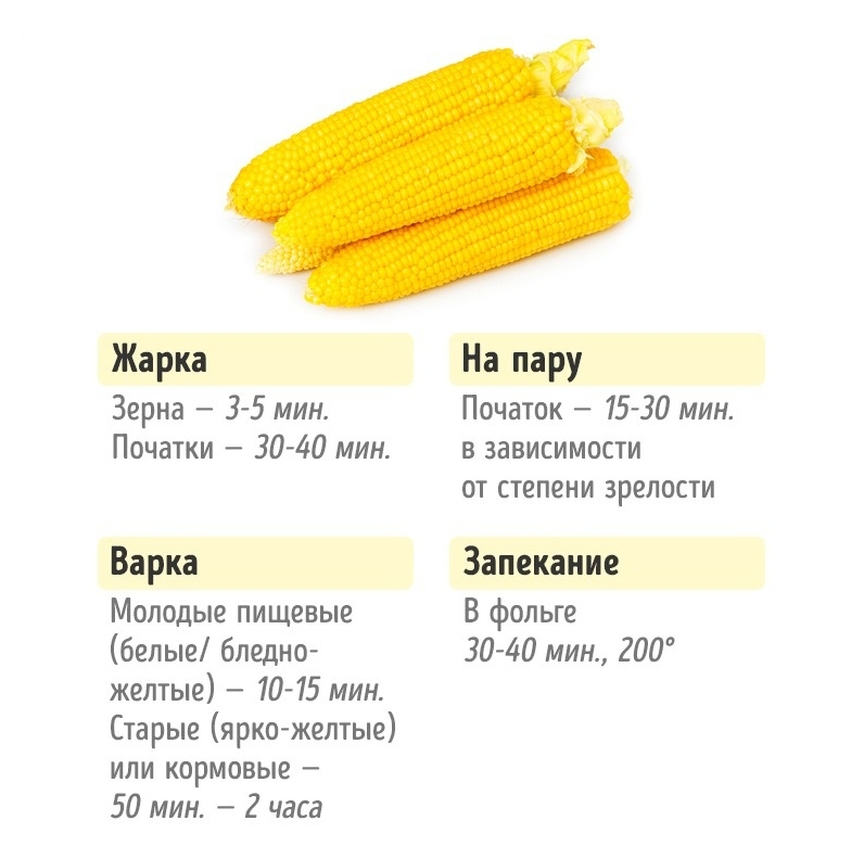 Жарка
Зерна – 3-5 мин.
Початки – 30-40 мин.
На пару
Початок – 15-30 мин.
в зависимости
от степени зрелости
Варка
Молодые пищевые
(белые/ бледно-
желтые) – 10-15 мин.
Старые (ярко-желтые)
или кормовые –
50 мин. – 2 часа
Запекание
В фольге
30-40 мин., 200°